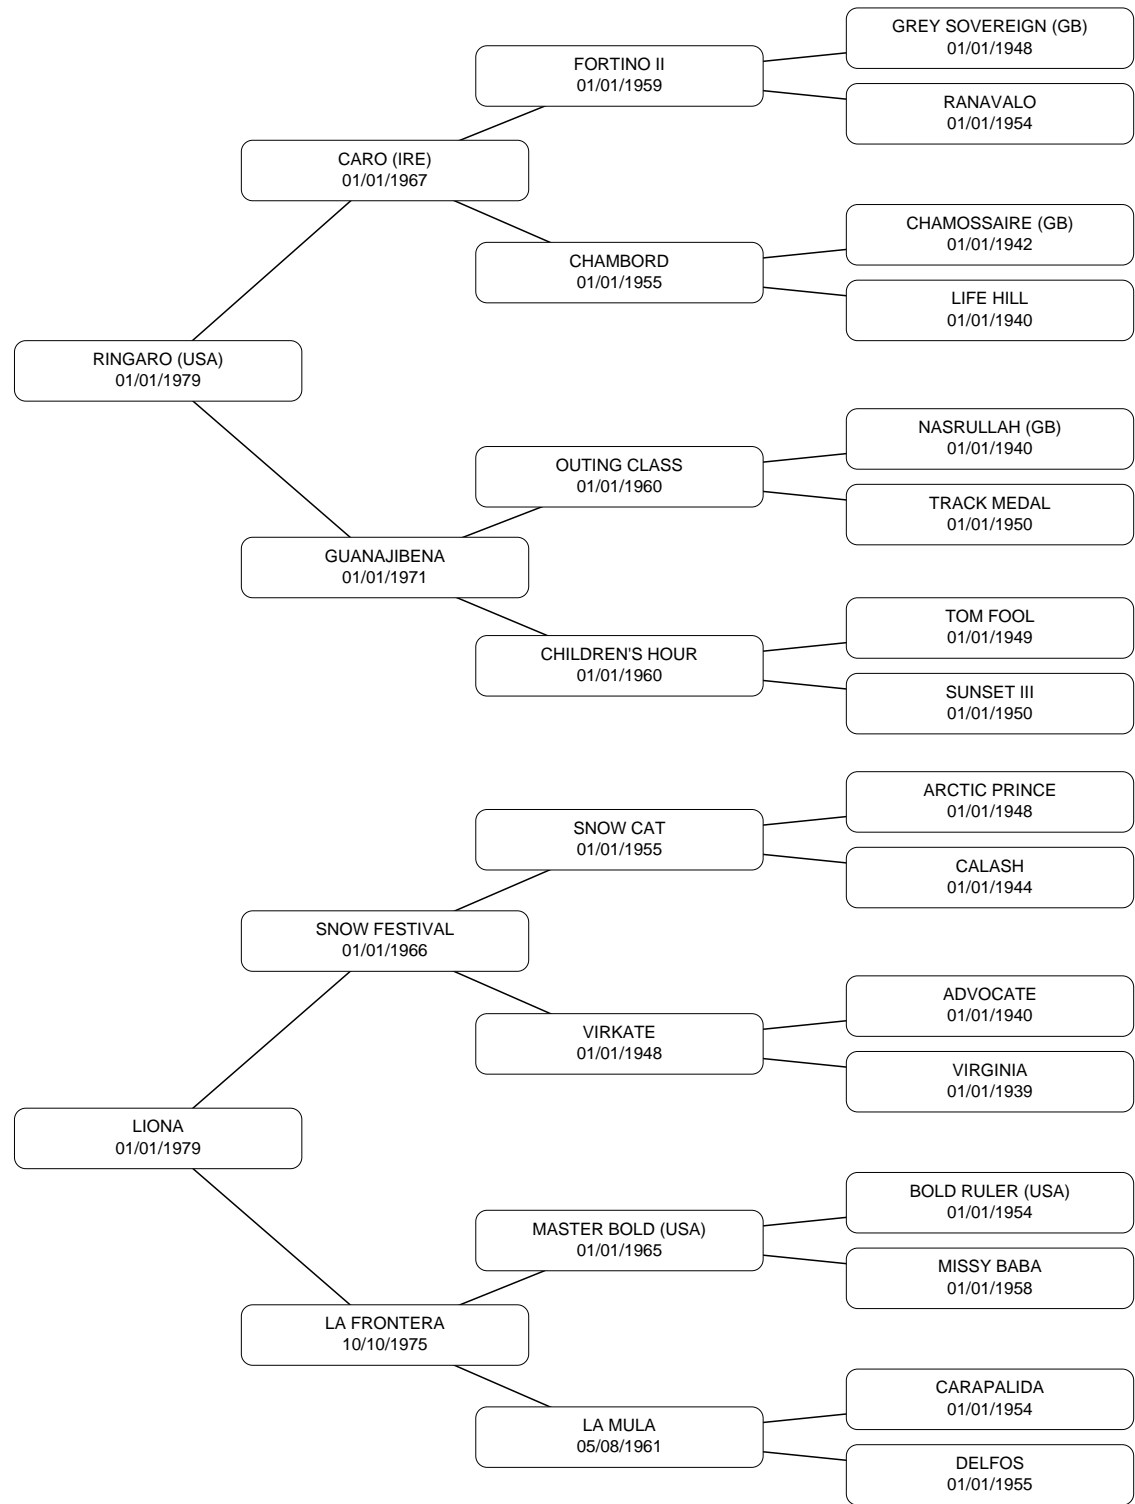 GREY SOVEREIGN (GB)
01/01/1948
FORTINO II
01/01/1959
RANAVALO
01/01/1954
CARO (IRE)
01/01/1967
CHAMOSSAIRE (GB)
01/01/1942
CHAMBORD
01/01/1955
LIFE HILL
01/01/1940
RINGARO (USA)
01/01/1979
NASRULLAH (GB)
01/01/1940
OUTING CLASS
01/01/1960
TRACK MEDAL
01/01/1950
GUANAJIBENA
01/01/1971
TOM FOOL
01/01/1949
CHILDREN'S HOUR
01/01/1960
SUNSET III
01/01/1950
ARCTIC PRINCE
01/01/1948
SNOW CAT
01/01/1955
CALASH
01/01/1944
SNOW FESTIVAL
01/01/1966
ADVOCATE
01/01/1940
VIRKATE
01/01/1948
VIRGINIA
01/01/1939
LIONA
01/01/1979
BOLD RULER (USA)
01/01/1954
MASTER BOLD (USA)
01/01/1965
MISSY BABA
01/01/1958
LA FRONTERA
10/10/1975
CARAPALIDA
01/01/1954
LA MULA
05/08/1961
DELFOS
01/01/1955